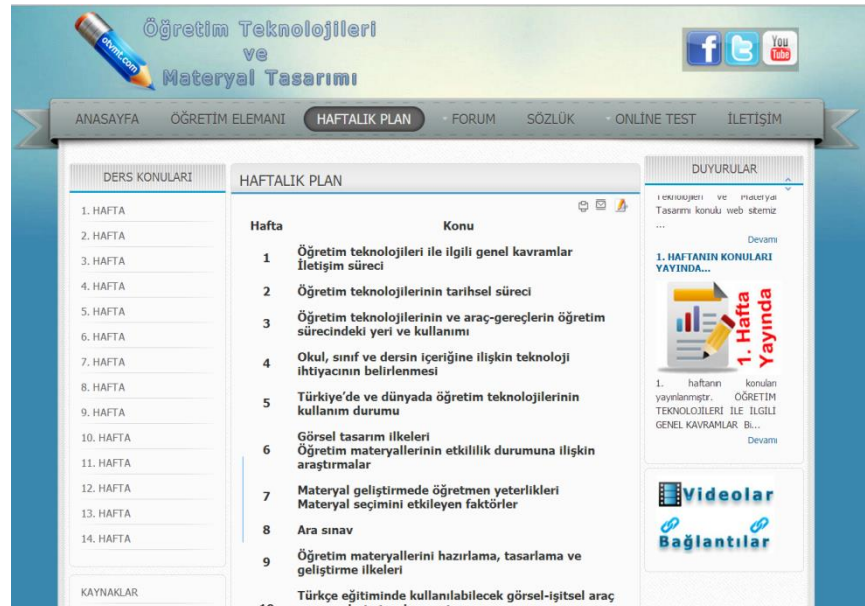 otvmt.com
Öğretim Teknolojileri
ve
Materyal Tasarımı
f
You
Tube
ANASAYFA ÖĞRETİM ELEMANI HAFTALIK PLAN FORUM SÖZLÜK ONLİNE TEST İLETİŞİM
DERS KONULARI
1. HAFTA
2. HAFTA
3. HAFTA
4. HAFTA
5. HAFTA
6. HAFTA
7. HAFTA
8. HAFTA
9. HAFTA
10. HAFTA
11. HAFTA
12. HAFTA
13. HAFTA
14. HAFTA
KAYNAKLAR
HAFTALIK PLAN
Hafta Konu
1 Öğretim teknolojileri ile ilgili genel kavramlar
İletişim süreci
2 Öğretim teknolojilerinin tarihsel süreci
3 Öğretim teknolojilerinin ve araç-gereçlerin öğretim
sürecindeki yeri ve kullanımı
4 Okul, sınıf ve dersin içeriğine ilişkin teknoloji
ihtiyacının belirlenmesi
5 Türkiye'de ve dünyada öğretim teknolojilerinin
kullanım durumu
6 Görsel tasarım ilkeleri
Öğretim materyallerinin etkililik durumuna ilişkin
araştırmalar
7 Materyal geliştirmede öğretmen yeterlikleri
Materyal seçimini etkileyen faktörler
8 Ara sınav
9 Öğretim materyallerini hazırlama, tasarlama ve
geliştirme ilkeleri
Türkçe eğitiminde kullanılabilecek görsel-işitsel araç
DUYURULAR
Teknolojileri ve Materyal
Tasarımı konulu web sitemiz
...
Devamı
1. HAFTANIN KONULARI
YAYINDA...
1. Hafta
Yayında
1. haftanın konuları
yayınlanmıştır. ÖĞRETİM
TEKNOLOJİLERİ İLE İLGİLİ
GENEL KAVRAMLAR Bi...
Devamı
Videolar
Bağlantılar